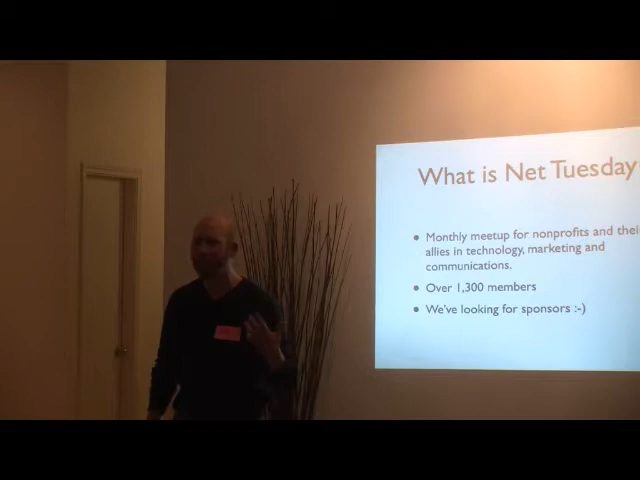 What is Net Tuesday
Monthly meetup for nonprofits and their
allies in technology, marketing and
communications.
Over 1,300 members
We've looking for sponsors :-)